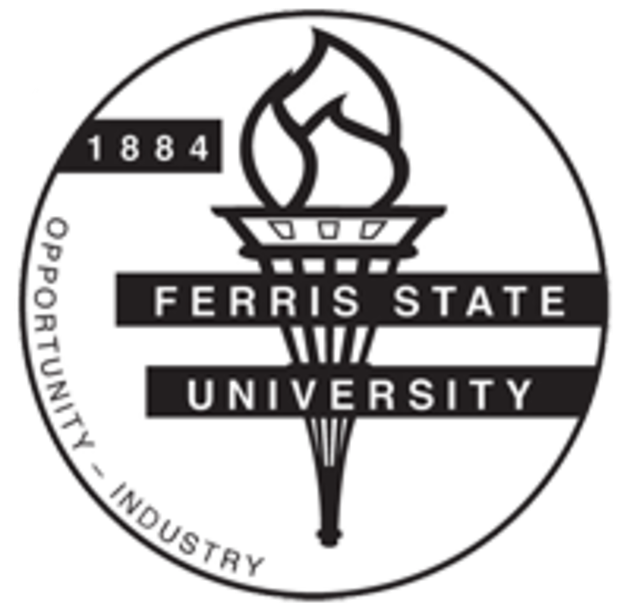 1884
FERRIS STATE
UNIVERSITY
OPPORTUNITY – INDUSTRY